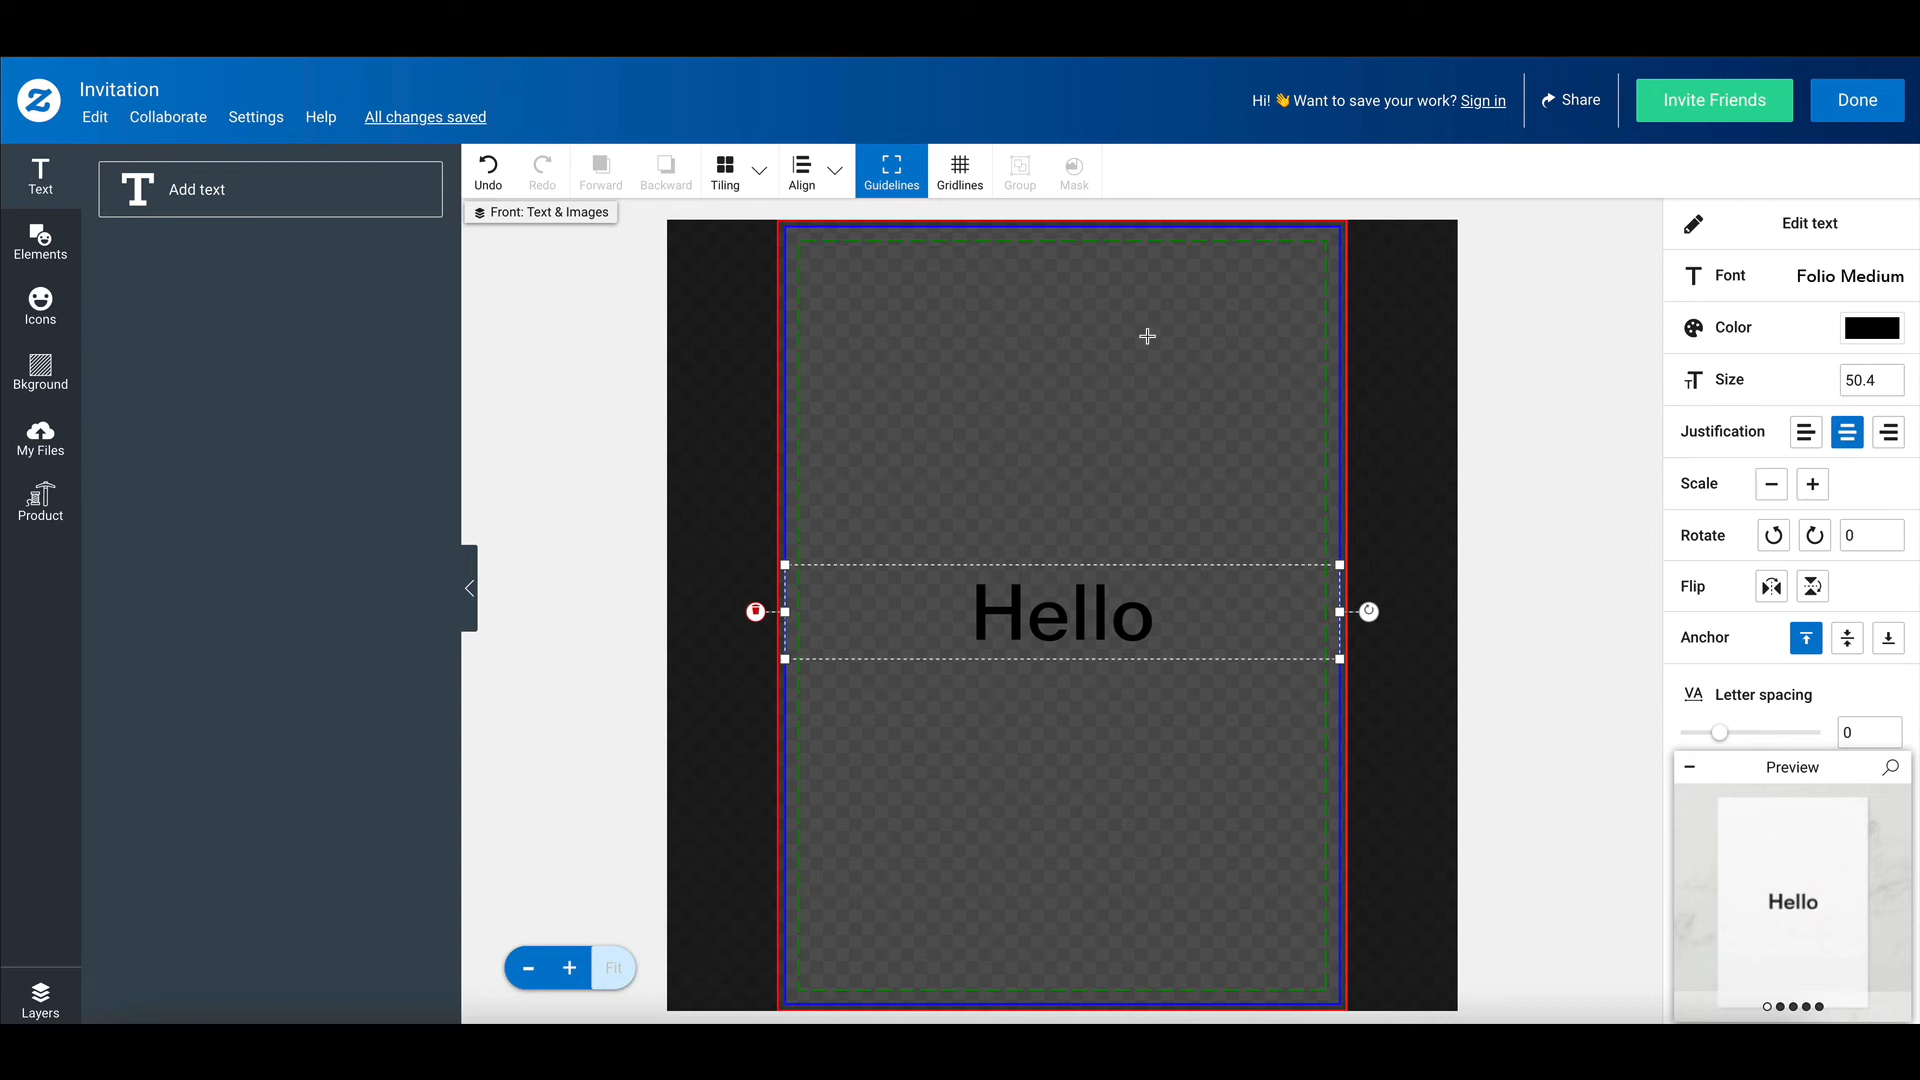 Invitation
Edit Collaborate Settings Help All changes saved
Hi! 👋 Want to save your work? Sign in
Share
Invite Friends
Done
Text
Elements
Icons
Bkground
My Files
Product
Layers
Add text
Undo Redo Forward Backward Tiling Align Guidelines Gridlines Group Mask
Front: Text & Images
Hello
- + Fit
Edit text
Font Folio Medium
Color
Size 50.4
Justification
Scale
Rotate 0
Flip
Anchor
VA Letter spacing
0
Preview
Hello